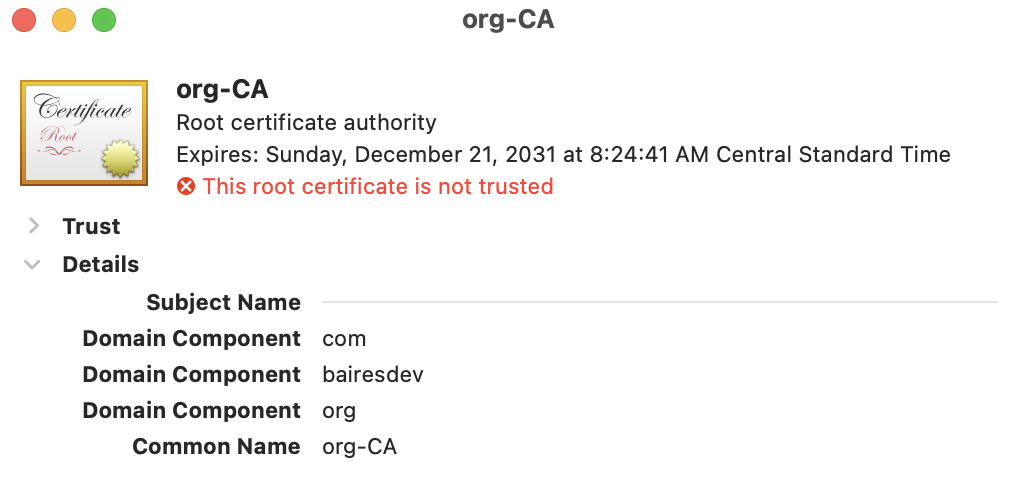 org-CA
Certificate
Root
org-CA
Root certificate authority
Expires: Sunday, December 21, 2031 at 8:24:41 AM Central Standard Time
This root certificate is not trusted
Trust
Details
Subject Name
Domain Component com
Domain Component bairesdev
Domain Component org
Common Name org-CA